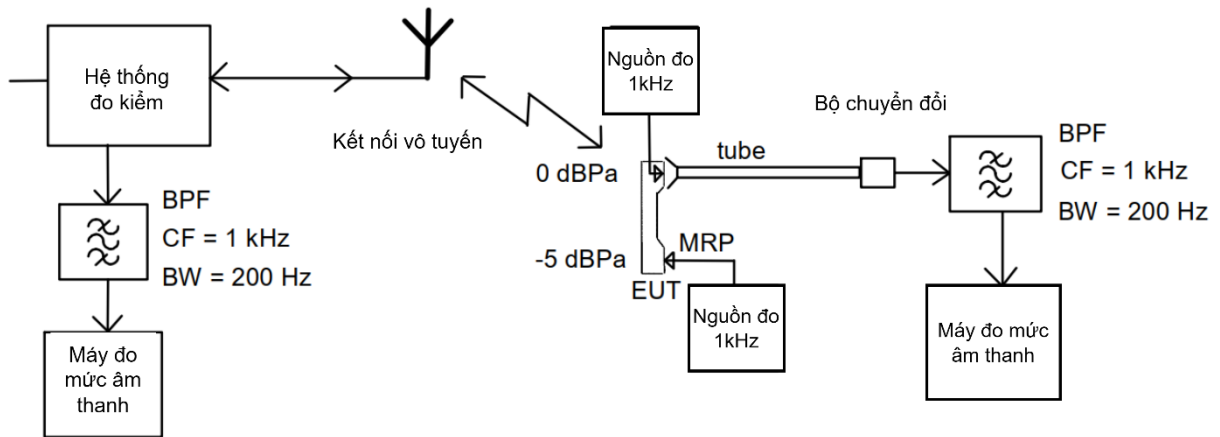 Hệ thống
đo kiểm
Kết nối vô tuyến
Nguồn đo
1kHz
Bộ chuyển đổi
tube
0 dBPa
BPF
CF = 1 kHz
BW = 200 Hz
BPF
CF = 1 kHz
BW = 200 Hz
-5 dBPa
MRP
EUT
Nguồn đo
1kHz
Máy đo
mức âm
thanh
Máy đo mức
âm thanh